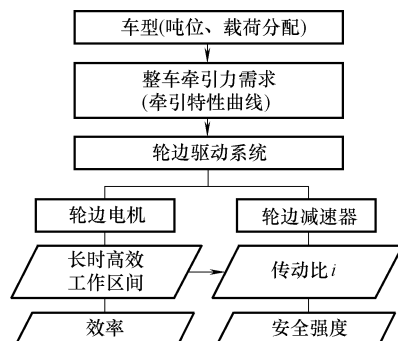 车型(吨位、载荷分配)
整车牵引力需求
(牵引特性曲线)
轮边驱动系统
轮边电机
轮边减速器
长时高效
工作区间
传动比i
效率
安全强度